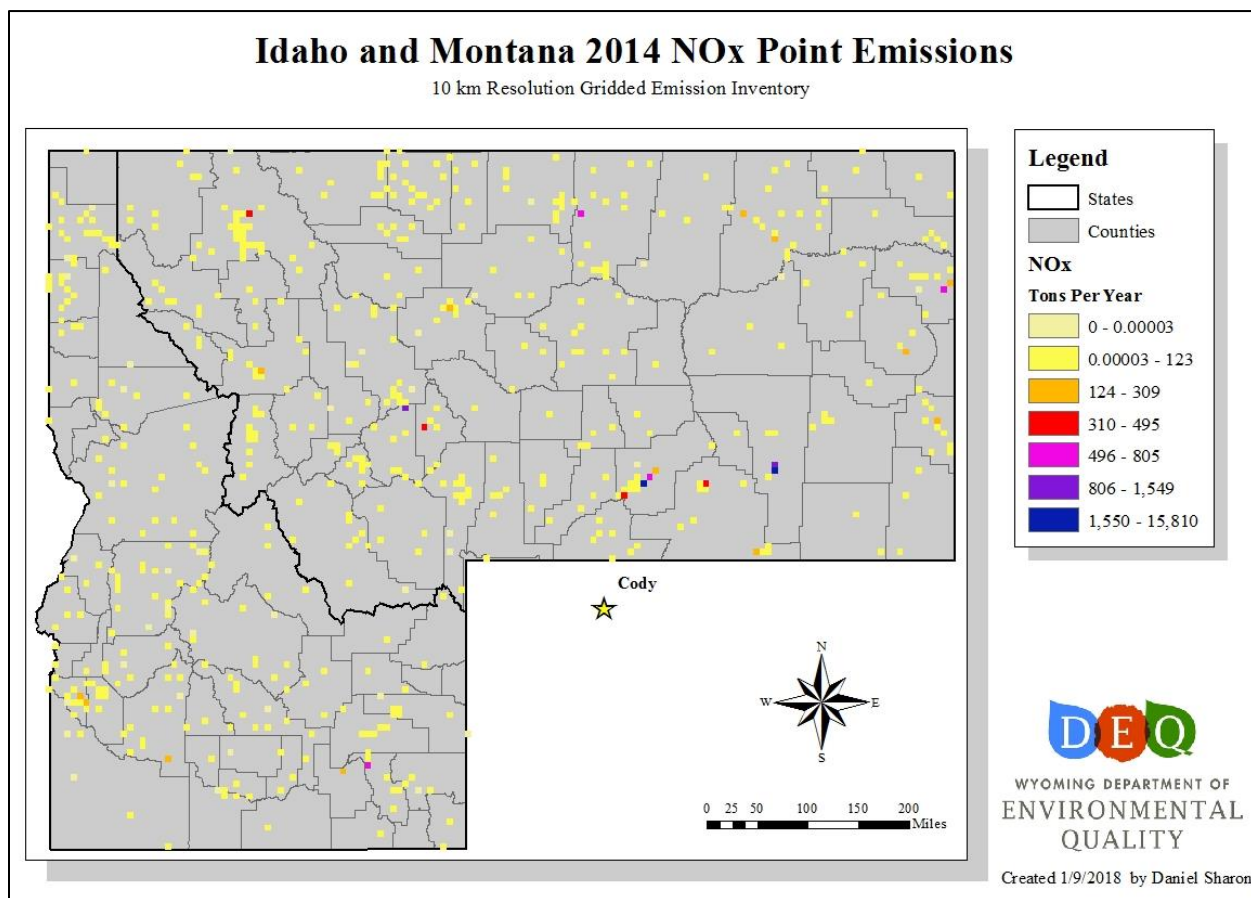 Idaho and Montana 2014 NOx Point Emissions
10 km Resolution Gridded Emission Inventory
Legend
States
Counties
NOx
Tons Per Year
0 - 0.00003
0.00003 - 123
124 - 309
310 - 495
496 - 805
806 - 1,549
1,550 - 15,810
Cody
N
W
E
S
0 25 50 100 150 200
Miles
DEQ
WYOMING DEPARTMENT OF
ENVIRONMENTAL
QUALITY
Created 1/9/2018 by Daniel Sharon